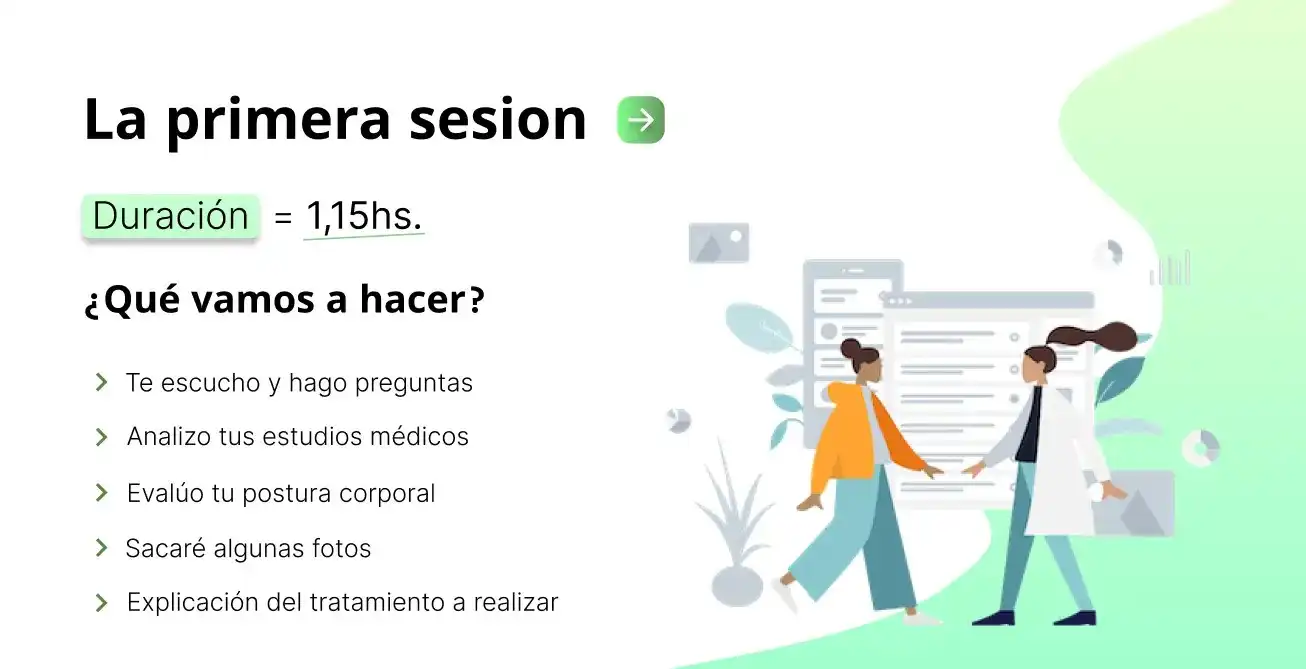 La primera sesion
Duración = 1,15hs.
¿Qué vamos a hacer?
Te escucho y hago preguntas
Analizo tus estudios médicos
Evalúo tu postura corporal
Sacaré algunas fotos
Explicación del tratamiento a realizar